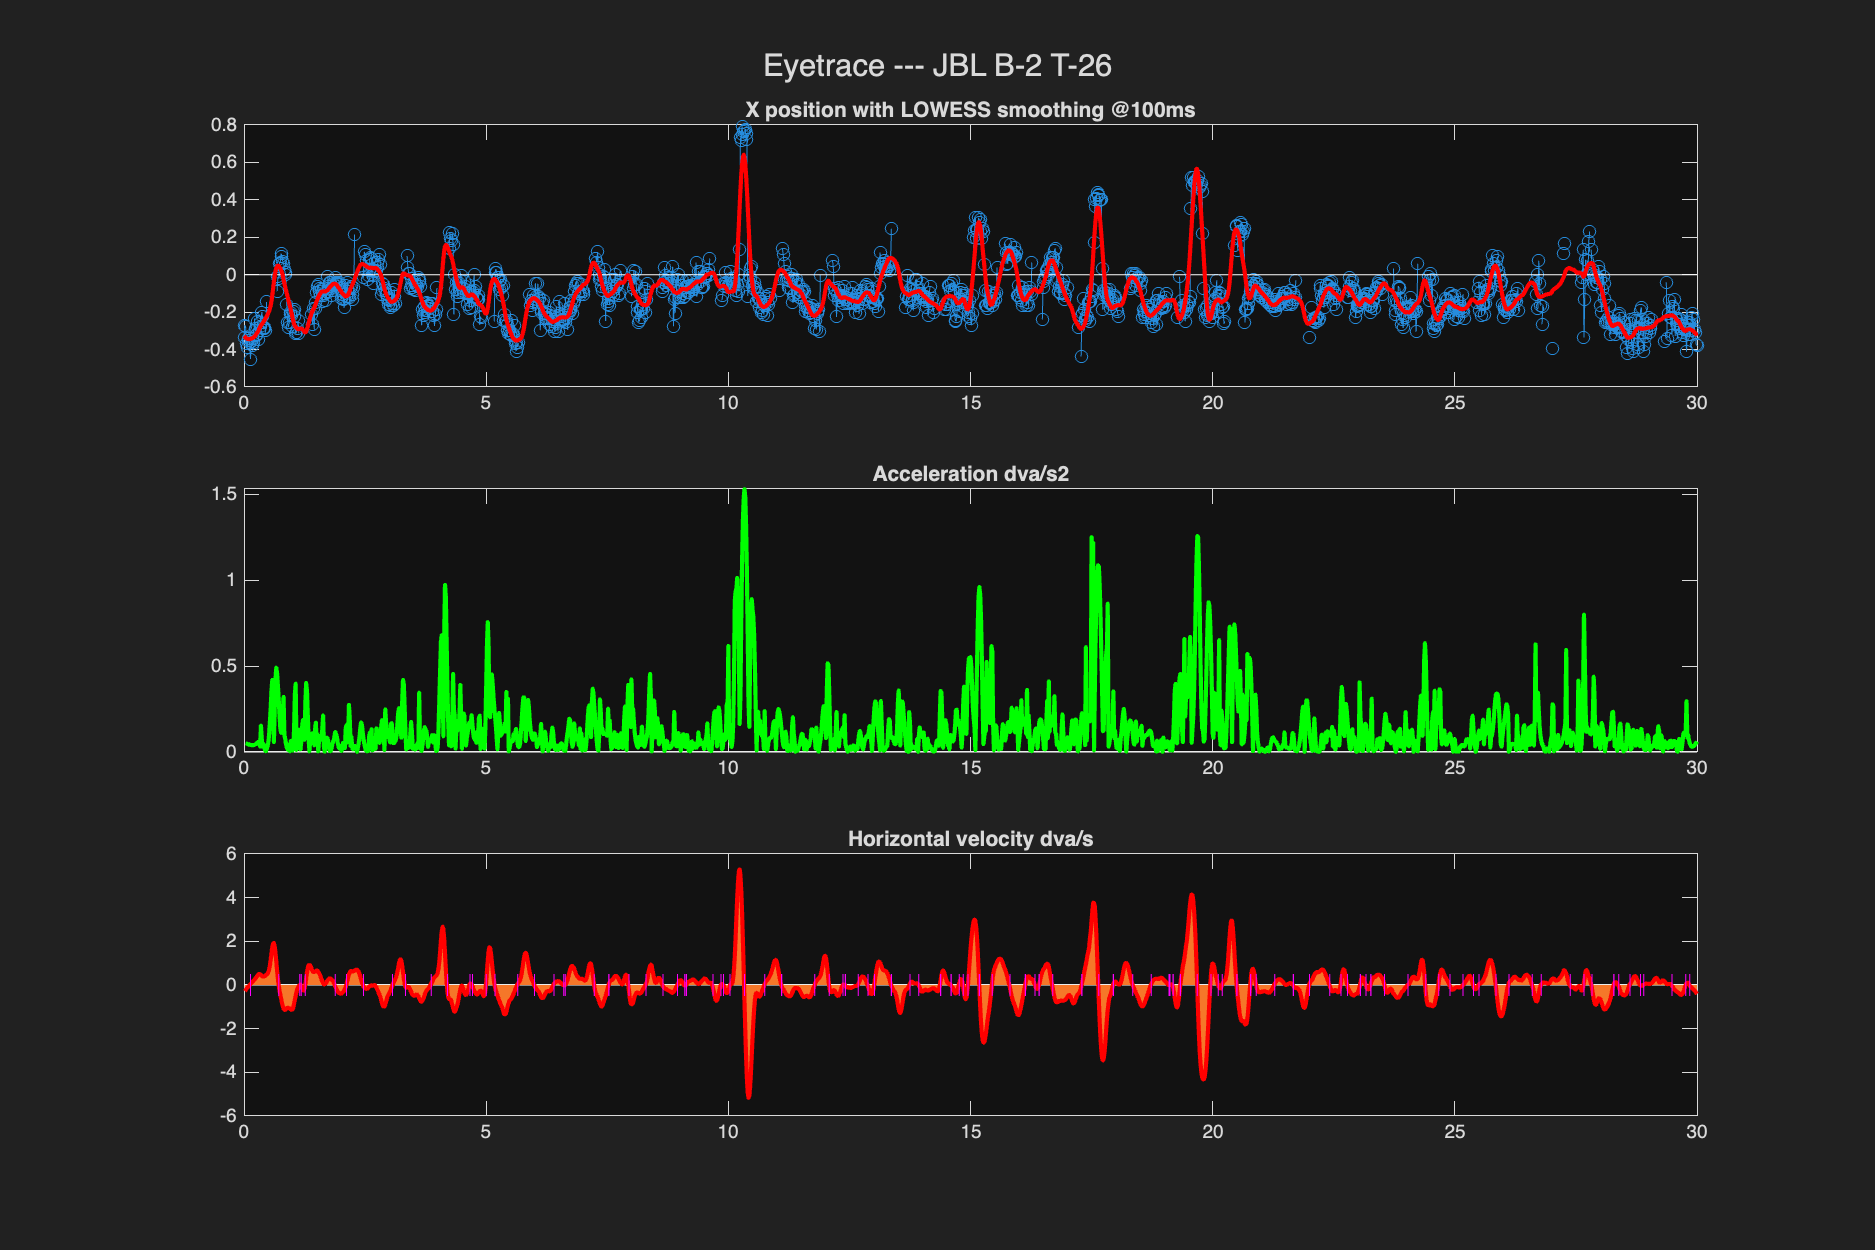 Eyetrace --- JBL B-2 T-26
X position with LOWESS smoothing @100ms
0.8
0.6
0.4
0.2
0
-0.2
-0.4
-0.6
0 5 10 15 20 25 30
Acceleration dva/s2
1.5
1
0.5
0
0 5 10 15 20 25 30
Horizontal velocity dva/s
6
4
2
0
-2
-4
-6
0 5 10 15 20 25 30